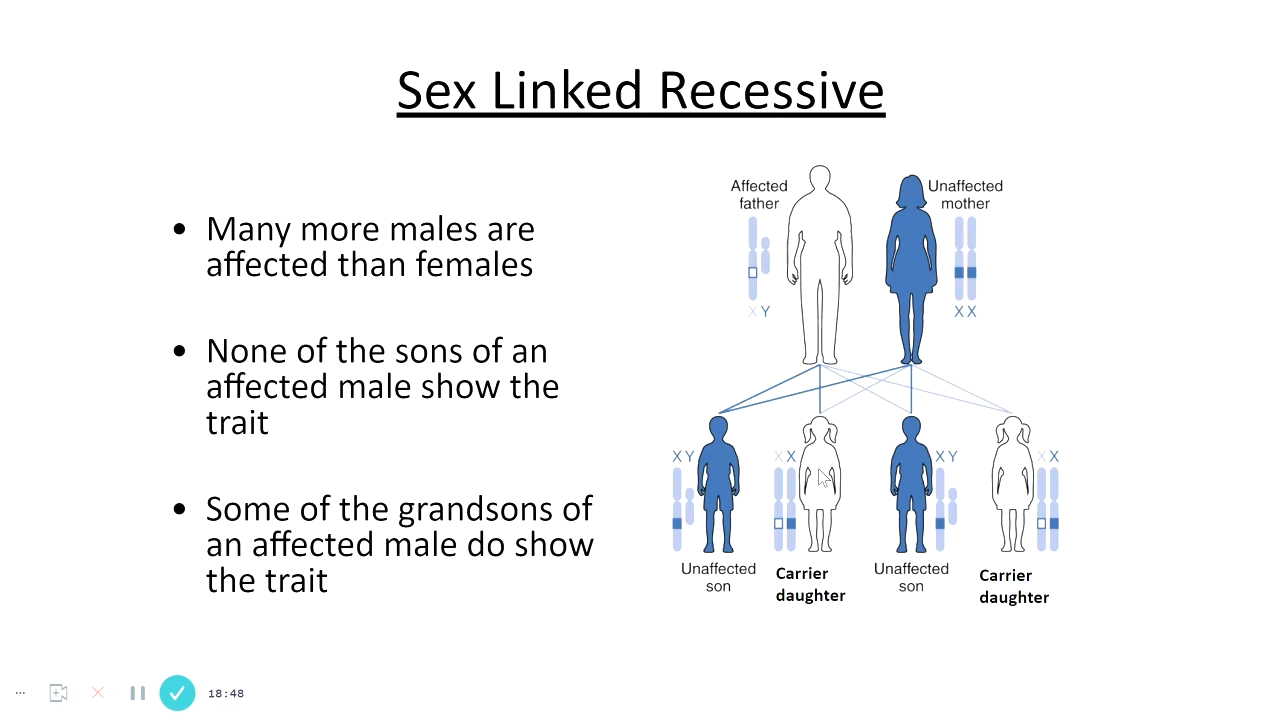 Sex Linked Recessive
• Many more males are
affected than females
• None of the sons of an
affected male show the
trait
• Some of the grandsons of
an affected male do show
the trait
Affected
father
X Y
Unaffected
mother
X X
X Y
Unaffected
son
X X
Carrier
daughter
X Y
Unaffected
son
X X
Carrier
daughter
18:48